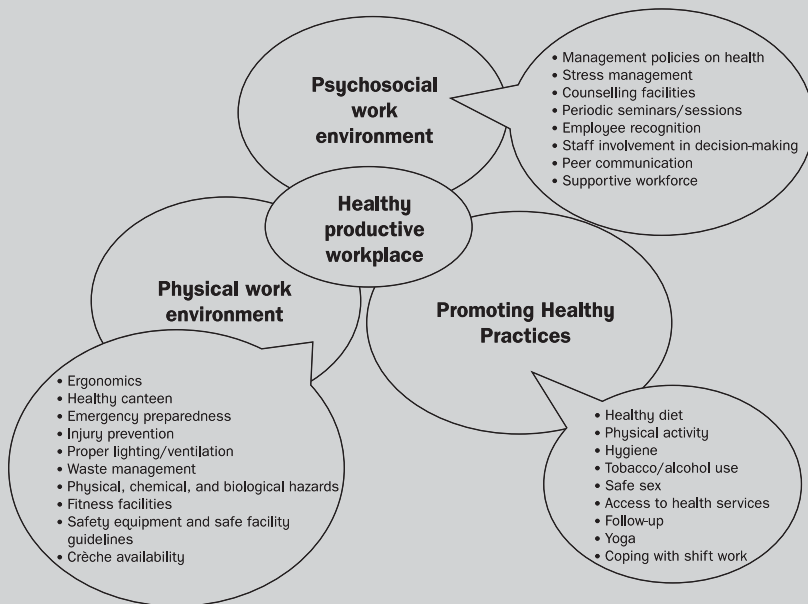 Psychosocial
work
environment
• Management policies on health
• Stress management
• Counselling facilities
• Periodic seminars/sessions
• Employee recognition
• Staff involvement in decision-making
• Peer communication
• Supportive workforce
Healthy
productive
workplace
Physical work
environment
Promoting Healthy
Practices
• Ergonomics
• Healthy canteen
• Emergency preparedness
• Injury prevention
• Proper lighting/ventilation
• Waste management
• Physical, chemical, and biological hazards
• Fitness facilities
• Safety equipment and safe facility
guidelines
• Crèche availability
• Healthy diet
• Physical activity
• Hygiene
• Tobacco/alcohol use
• Safe sex
• Access to health services
• Follow-up
• Yoga
• Coping with shift work